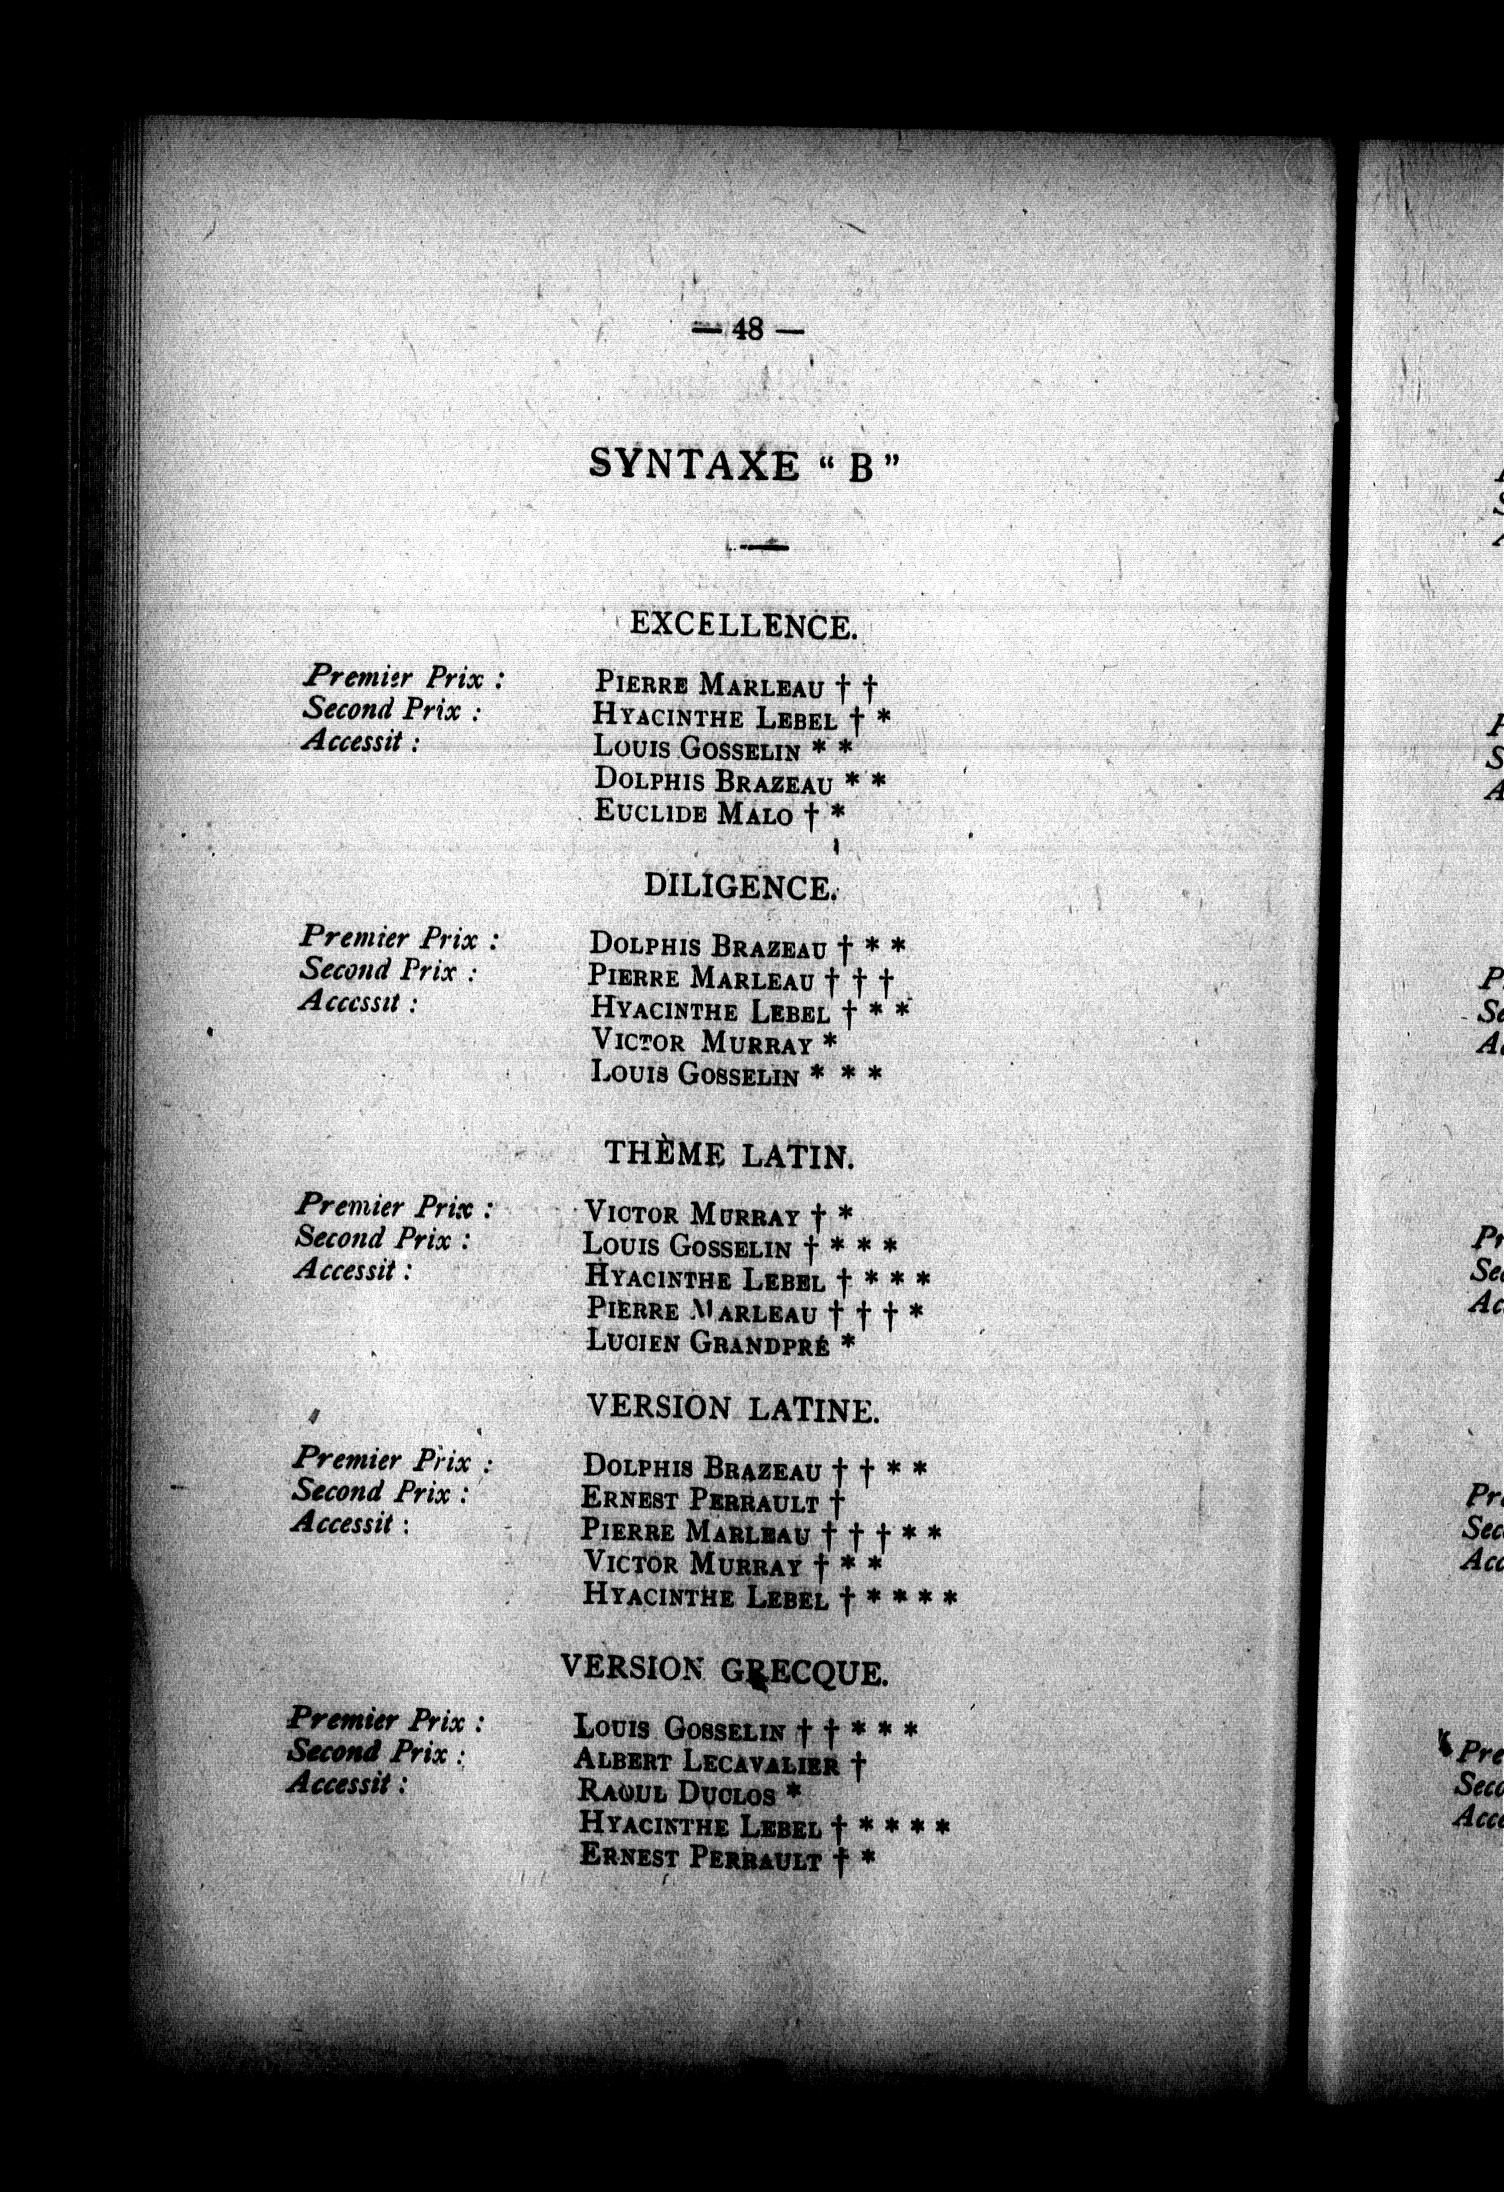 — 48 —
SYNTAXE “ B ”
EXCELLENCE.
Premier Prix : PIERRE MARLEAU † †
Second Prix : HYACINTHE LEBEL † *
Accessit : LOUIS GOSSELIN * *
DOLPHIS BRAZEAU * *
EUCLIDE MALO † *
DILIGENCE.
Premier Prix : DOLPHIS BRAZEAU † * *
Second Prix : PIERRE MARLEAU † † †
Accessit : HYACINTHE LEBEL † * *
VICTOR MURRAY *
LOUIS GOSSELIN * * *
THÈME LATIN.
Premier Prix : VICTOR MURRAY † *
Second Prix : LOUIS GOSSELIN † * * *
Accessit : HYACINTHE LEBEL † * * *
PIERRE MARLEAU † † † *
LUCIEN GRANDPRÉ *
VERSION LATINE.
Premier Prix : DOLPHIS BRAZEAU † † * *
Second Prix : ERNEST PERRAULT †
Accessit : PIERRE MARLEAU † † † * *
VICTOR MURRAY † * *
HYACINTHE LEBEL † * * * *
VERSION GRECQUE.
Premier Prix : LOUIS GOSSELIN † † * * *
Second Prix : ALBERT LECAVALIER †
Accessit : RAOUL DUCLOS *
HYACINTHE LEBEL † * * * *
ERNEST PERRAULT † *